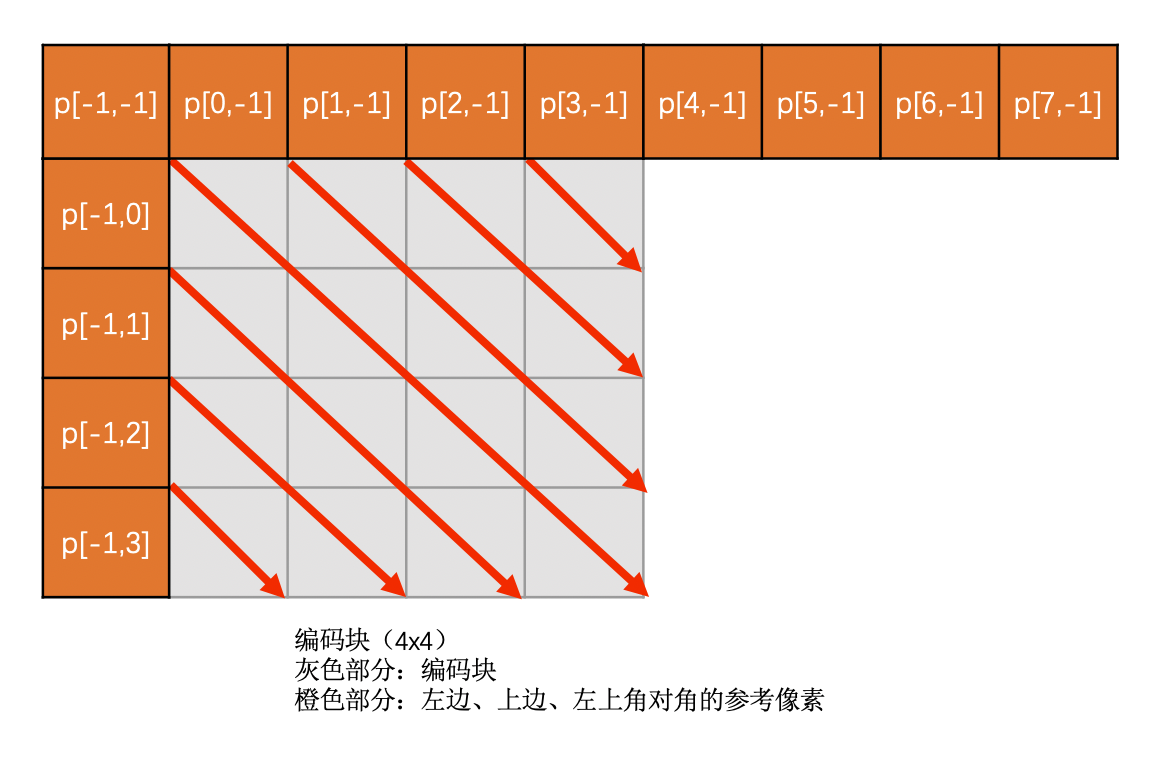 p[-1,-1] p[0,-1] p[1,-1] p[2,-1] p[3,-1] p[4,-1] p[5,-1] p[6,-1] p[7,-1]
p[-1,0]
p[-1,1]
p[-1,2]
p[-1,3]
编码块（4x4）
灰色部分：编码块
橙色部分：左边、上边、左上角对角的参考像素